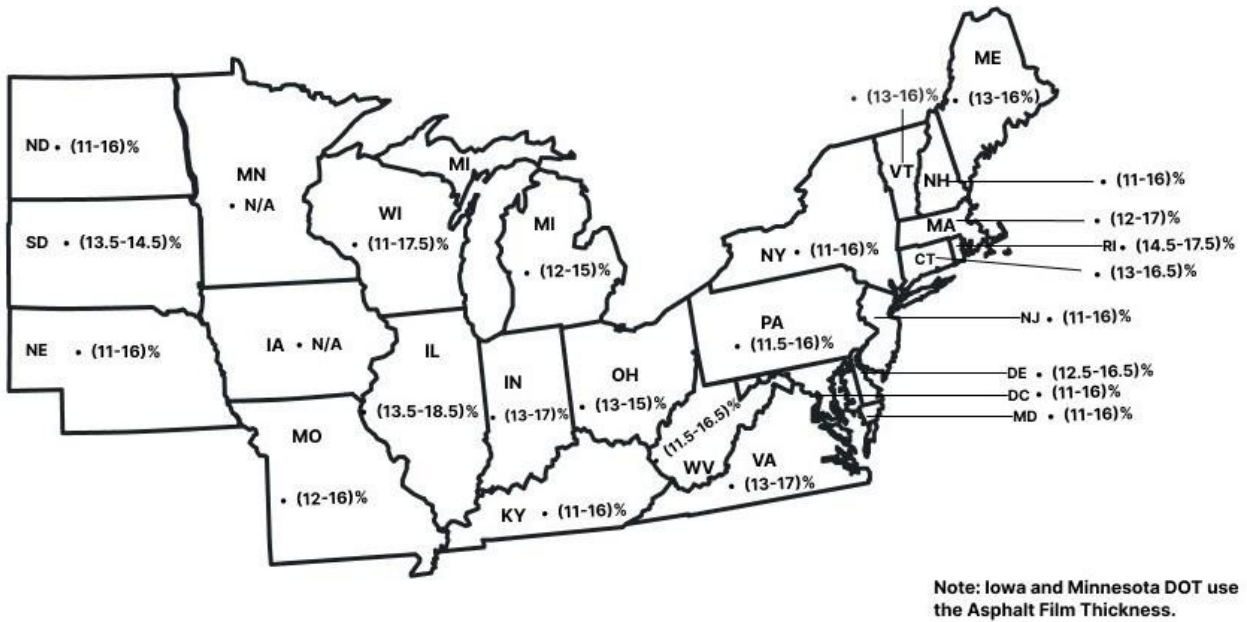 ME
• (13-16)%
• (13-16%)
ND • (11-16)%
MN
• N/A
MI
VT
NH
• (11-16)%
WI
MI
MA
• (12-17)%
SD • (13.5-14.5)%
(11-17.5)%
NY • (11-16)%
RI • (14.5-17.5)%
• (12-15)%
CT
• (13-16.5)%
NJ • (11-16)%
PA
• (11.5-16)%
NE • (11-16)%
IA • N/A
IL
IN
OH
DE • (12.5-16.5)%
DC • (11-16)%
(13.5-18.5)%
• (13-17)%
• (13-15)%
(11.5-16.5)%
MD • (11-16)%
MO
WV
VA
• (12-16)%
• (13-17)%
KY • (11-16)%
Note: Iowa and Minnesota DOT use
the Asphalt Film Thickness.